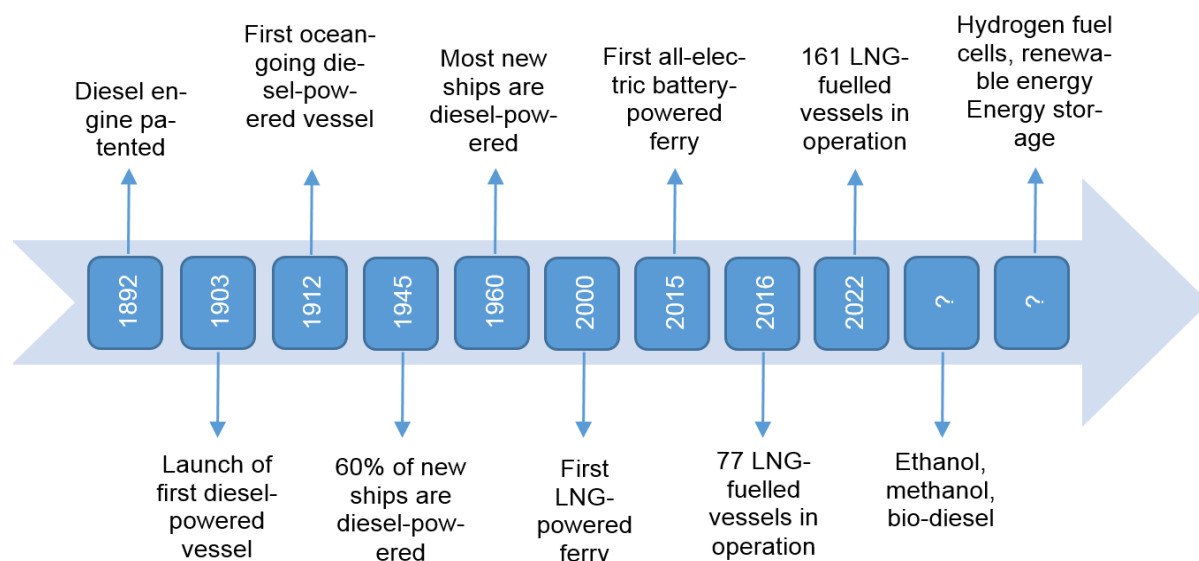 Diesel en-
gine pa-
tented
First ocean-
going die-
sel-pow-
ered vessel
Most new
ships are
diesel-pow-
ered
First all-elec-
tric battery-
powered
ferry
161 LNG-
fuelled
vessels in
operation
Hydrogen fuel
cells, renewa-
ble energy
Energy stor-
age
1892
1903
1912
1945
1960
2000
2015
2016
2022
?
?
Launch of
first diesel-
powered
vessel
60% of new
ships are
diesel-pow-
ered
First
LNG-
powered
ferry
77 LNG-
fuelled
vessels in
operation
Ethanol,
methanol,
bio-diesel